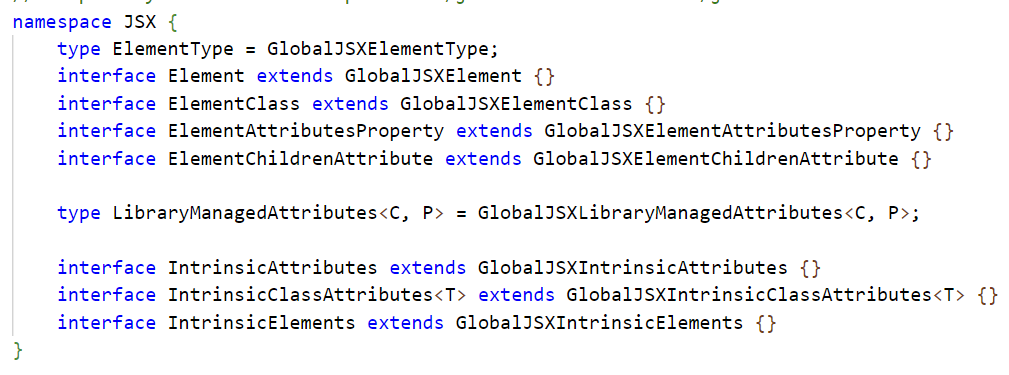 namespace JSX {
    type ElementType = GlobalJSXElementType;
    interface Element extends GlobalJSXElement {}
    interface ElementClass extends GlobalJSXElementClass {}
    interface ElementAttributesProperty extends GlobalJSXElementAttributesProperty {}
    interface ElementChildrenAttribute extends GlobalJSXElementChildrenAttribute {}

    type LibraryManagedAttributes<C, P> = GlobalJSXLibraryManagedAttributes<C, P>;

    interface IntrinsicAttributes extends GlobalJSXIntrinsicAttributes {}
    interface IntrinsicClassAttributes<T> extends GlobalJSXIntrinsicClassAttributes<T> {}
    interface IntrinsicElements extends GlobalJSXIntrinsicElements {}
}